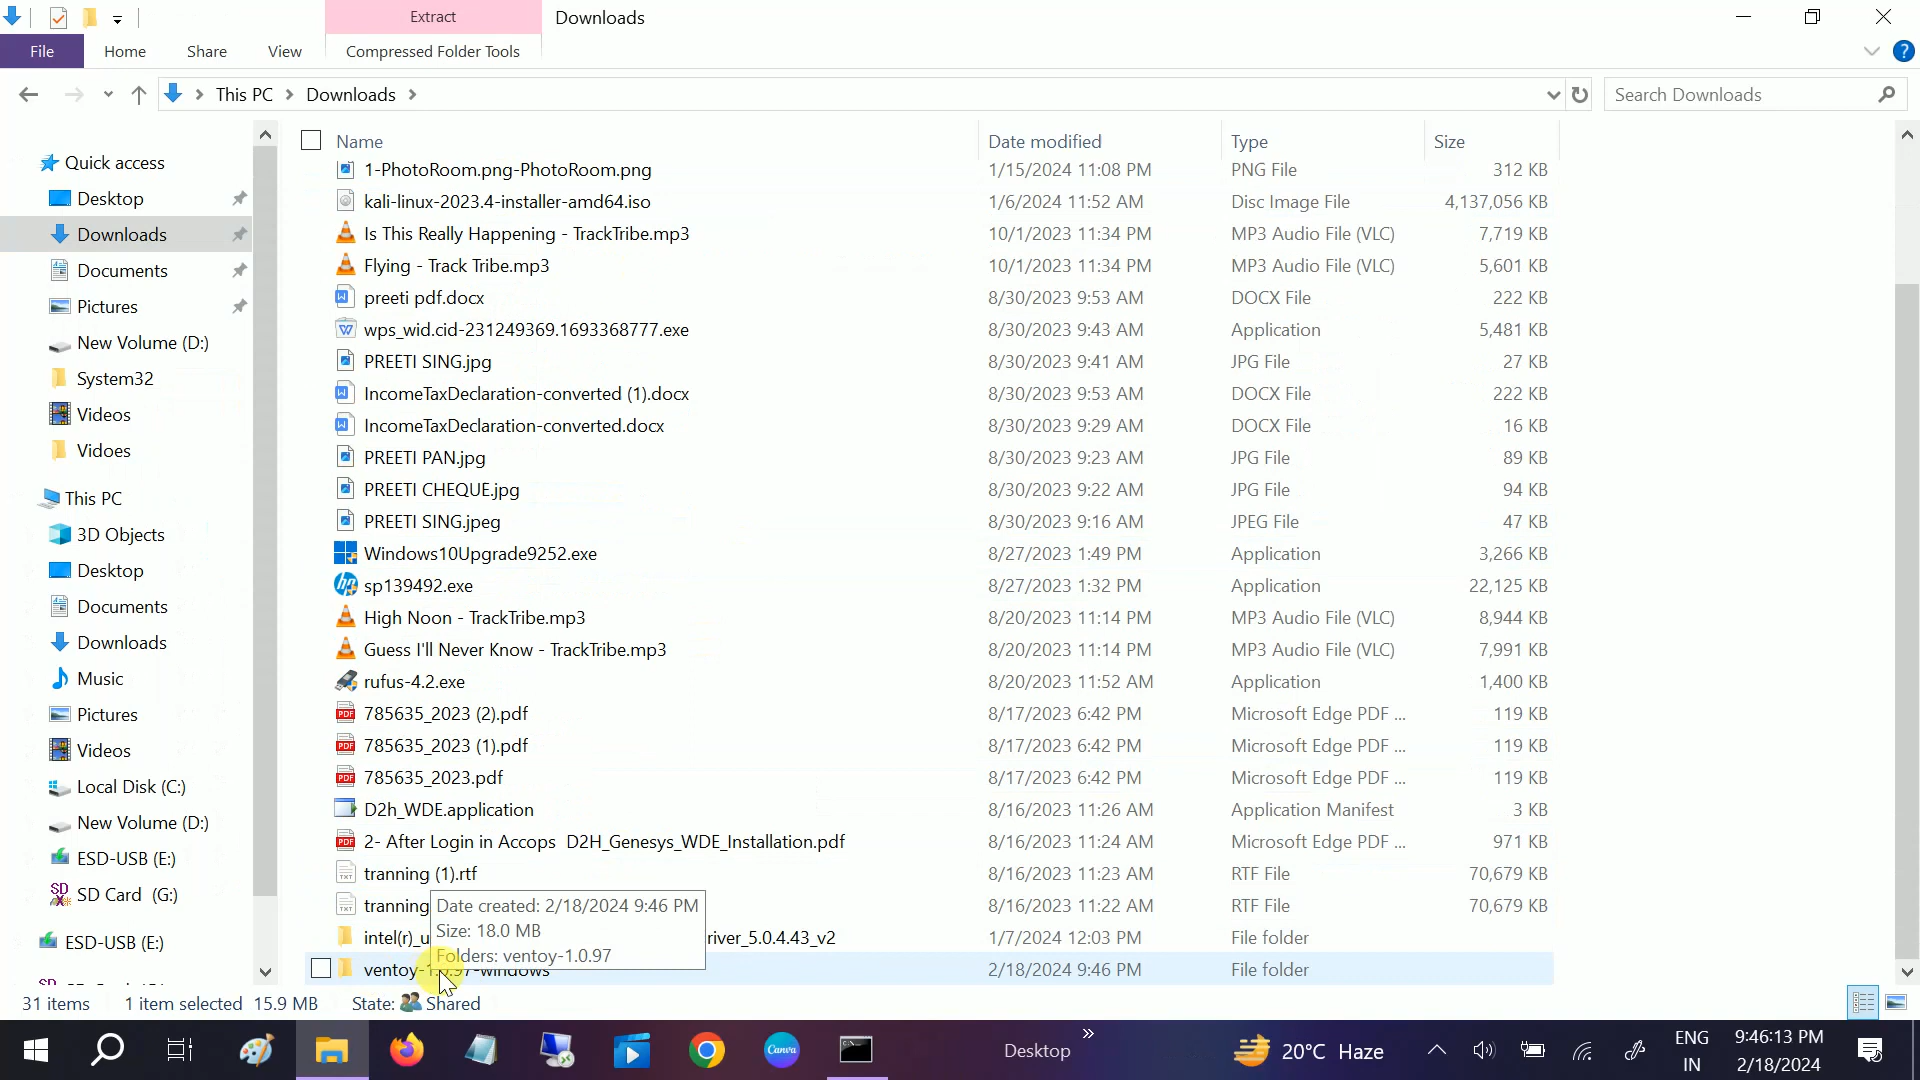 Extract
Downloads
File
Home
Share
View
Compressed Folder Tools
?
This PC
Downloads
Search Downloads
Name
Date modified
Type
Size
Quick access
Desktop
Downloads
Documents
Pictures
New Volume (D:)
System32
Videos
Vidoes
This PC
3D Objects
Desktop
Documents
Downloads
Music
Pictures
Videos
Local Disk (C:)
New Volume (D:)
ESD-USB (E:)
SD Card (G:)
ESD-USB (E:)
1-PhotoRoom.png-PhotoRoom.png 1/15/2024 11:08 PM PNG File 312 KB
kali-linux-2023.4-installer-amd64.iso 1/6/2024 11:52 AM Disc Image File 4,137,056 KB
Is This Really Happening - TrackTribe.mp3 10/1/2023 11:34 PM MP3 Audio File (VLC) 7,719 KB
Flying - Track Tribe.mp3 10/1/2023 11:34 PM MP3 Audio File (VLC) 5,601 KB
preeti pdf.docx 8/30/2023 9:53 AM DOCX File 222 KB
wps_wid.cid-231249369.1693368777.exe 8/30/2023 9:43 AM Application 5,481 KB
PREETI SING.jpg 8/30/2023 9:41 AM JPG File 27 KB
IncomeTaxDeclaration-converted (1).docx 8/30/2023 9:53 AM DOCX File 222 KB
IncomeTaxDeclaration-converted.docx 8/30/2023 9:29 AM DOCX File 16 KB
PREETI PAN.jpg 8/30/2023 9:23 AM JPG File 89 KB
PREETI CHEQUE.jpg 8/30/2023 9:22 AM JPG File 94 KB
PREETI SING.jpeg 8/30/2023 9:16 AM JPEG File 47 KB
Windows10Upgrade9252.exe 8/27/2023 1:49 PM Application 3,266 KB
sp139492.exe 8/27/2023 1:32 PM Application 22,125 KB
High Noon - TrackTribe.mp3 8/20/2023 11:14 PM MP3 Audio File (VLC) 8,944 KB
Guess I'll Never Know - TrackTribe.mp3 8/20/2023 11:14 PM MP3 Audio File (VLC) 7,991 KB
rufus-4.2.exe 8/20/2023 11:52 AM Application 1,400 KB
785635_2023 (2).pdf 8/17/2023 6:42 PM Microsoft Edge PDF ... 119 KB
785635_2023 (1).pdf 8/17/2023 6:42 PM Microsoft Edge PDF ... 119 KB
785635_2023.pdf 8/17/2023 6:42 PM Microsoft Edge PDF ... 119 KB
D2h_WDE.application 8/16/2023 11:26 AM Application Manifest 3 KB
2- After Login in Accops D2H_Genesys_WDE_Installation.pdf 8/16/2023 11:24 AM Microsoft Edge PDF ... 971 KB
tranning (1).rtf 8/16/2023 11:23 AM RTF File 70,679 KB
tranning 8/16/2023 11:22 AM RTF File 70,679 KB
intel(r)_u river_5.0.4.43_v2 1/7/2024 12:03 PM File folder
ventoy-1.0.97-windows 2/18/2024 9:46 PM File folder
Date created: 2/18/2024 9:46 PM
Size: 18.0 MB
Folders: ventoy-1.0.97
31 items 1 item selected 15.9 MB State: Shared
Canva
Desktop
20°C Haze
ENG
IN
9:46:13 PM
2/18/2024